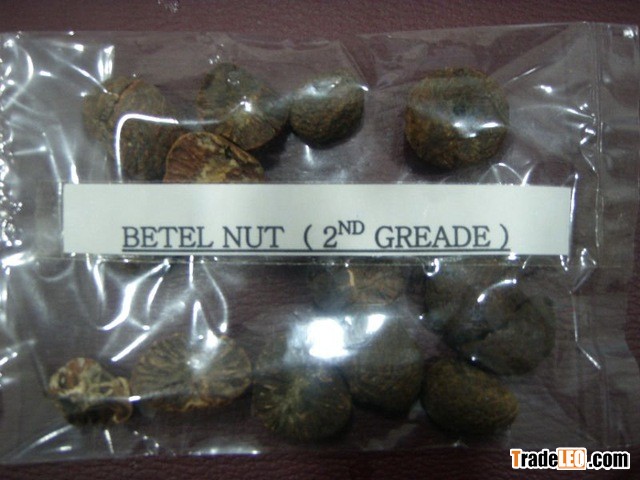 BETEL NUT ( 2ND GREADE )
TradeLEO.com